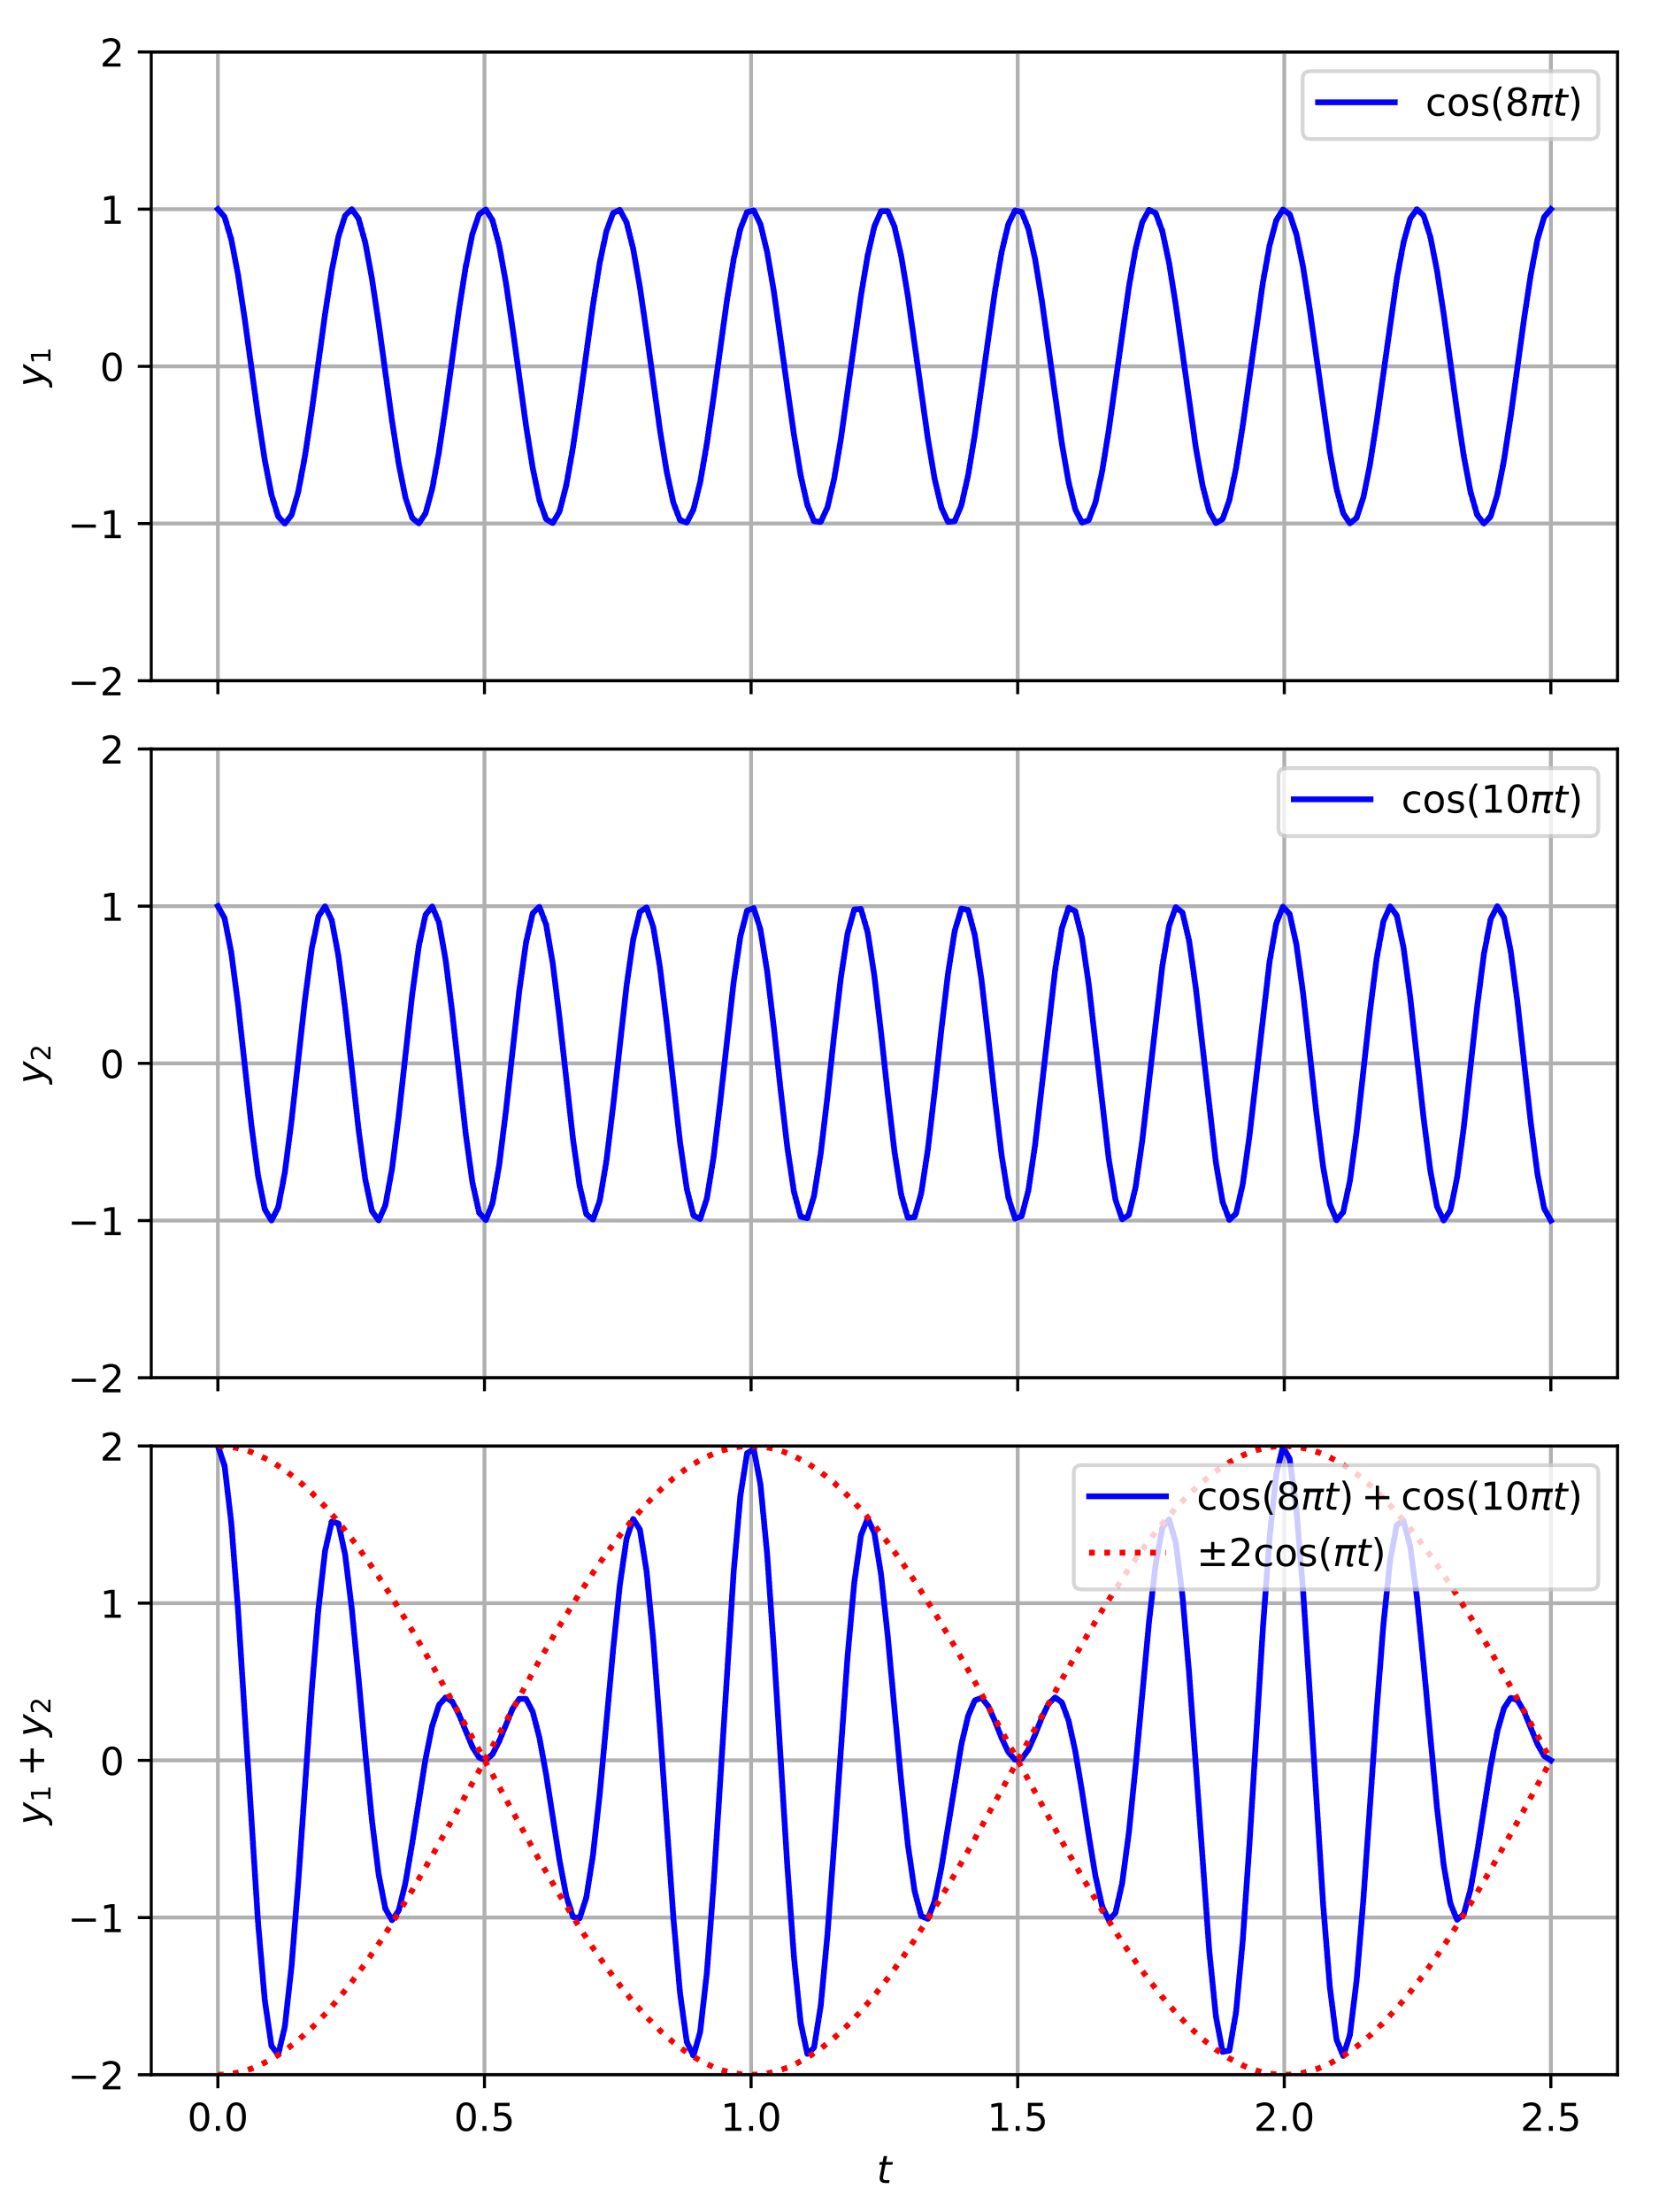 2
cos(8πt)
1
y₁
0
−1
−2
2
cos(10πt)
1
y₂
0
−1
−2
2
cos(8πt) + cos(10πt)
±2cos(πt)
1
y₁ + y₂
0
−1
−2
0.0 0.5 1.0 1.5 2.0 2.5
t